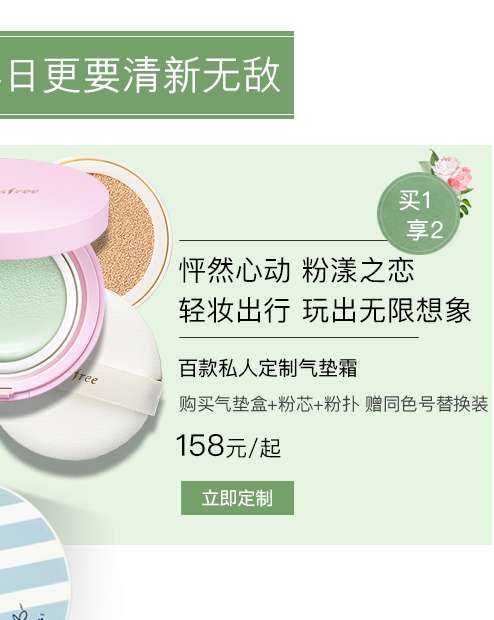 日更要清新无敌
买1
享2
sfree
怦然心动 粉漾之恋
轻妆出行 玩出无限想象
百款私人定制气垫霜
free
购买气垫盒+粉芯+粉扑 赠同色号替换装
158元/起
立即定制